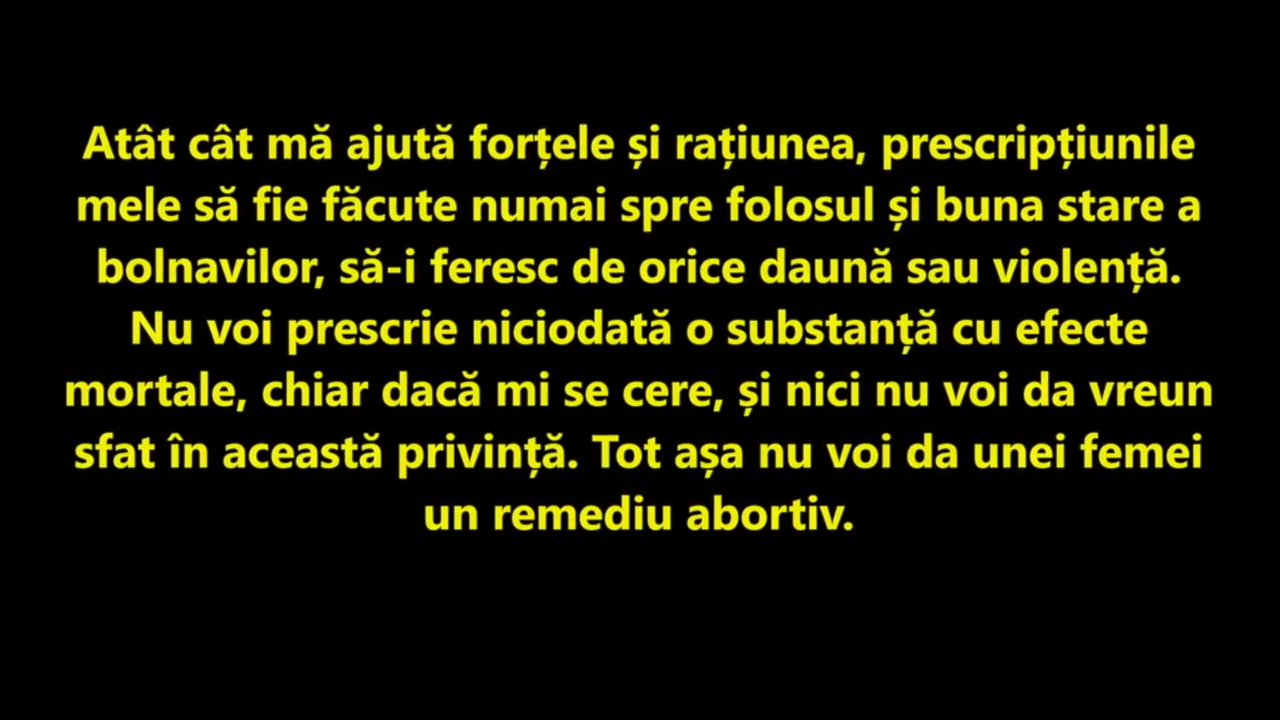 Atât cât mă ajută forțele și rațiunea, prescripțiunile
mele să fie făcute numai spre folosul și buna stare a
bolnavilor, să-i feresc de orice daună sau violență.
Nu voi prescrie niciodată o substanță cu efecte
mortale, chiar dacă mi se cere, și nici nu voi da vreun
sfat în această privință. Tot așa nu voi da unei femei
un remediu abortiv.